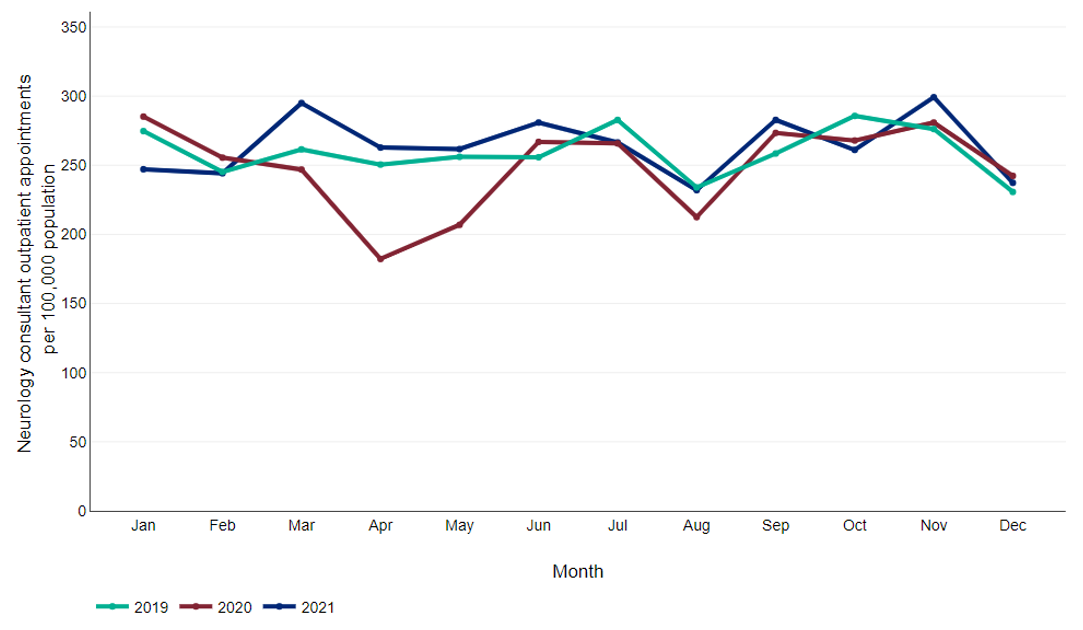 Neurology consultant outpatient appointments
per 100,000 population
350
300
250
200
150
100
50
0
Jan Feb Mar Apr May Jun Jul Aug Sep Oct Nov Dec
Month
2019 2020 2021